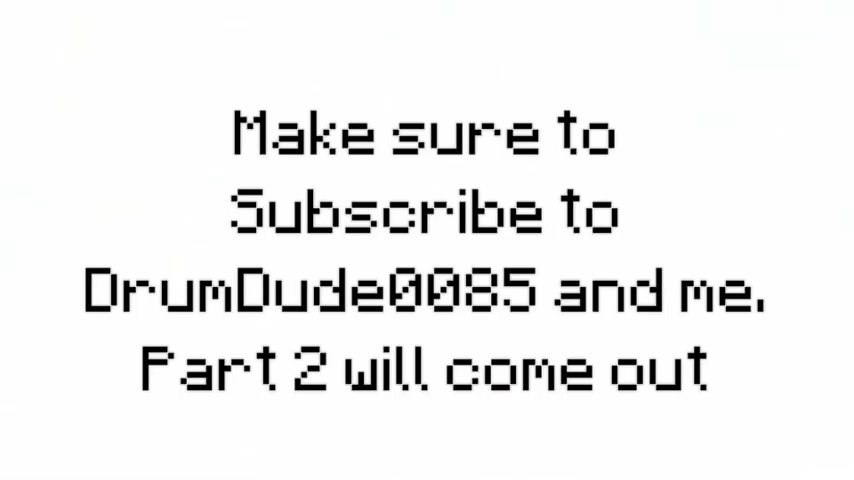 Make sure to
Subscribe to
DrumDude0085 and me.
Part 2 will come out